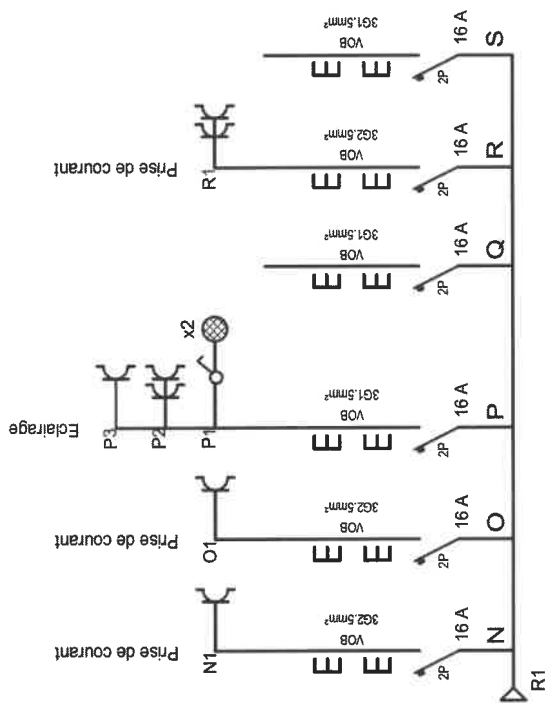 Prise de courant
Prise de courant
Eclairage
Prise de courant
P3
P2
x2
N1
O1
P1
R1
VOB
3G2.5mm²
VOB
3G2.5mm²
VOB
3G1.5mm²
VOB
3G1.5mm²
VOB
3G2.5mm²
VOB
3G1.5mm²
2P
16 A
2P
16 A
2P
16 A
2P
16 A
2P
16 A
2P
16 A
N
O
P
Q
R
S
R1